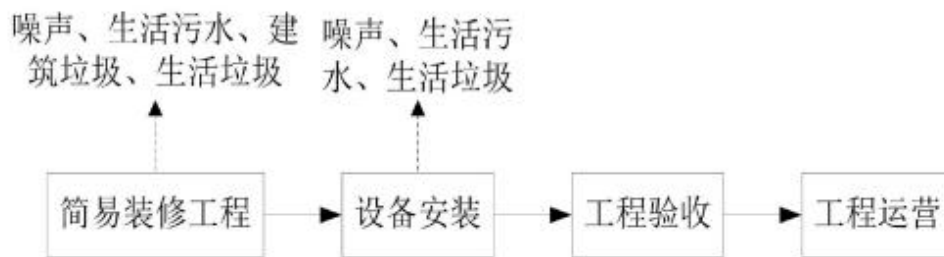 噪声、生活污水、建
筑垃圾、生活垃圾
噪声、生活污
水、生活垃圾
简易装修工程
设备安装
工程验收
工程运营